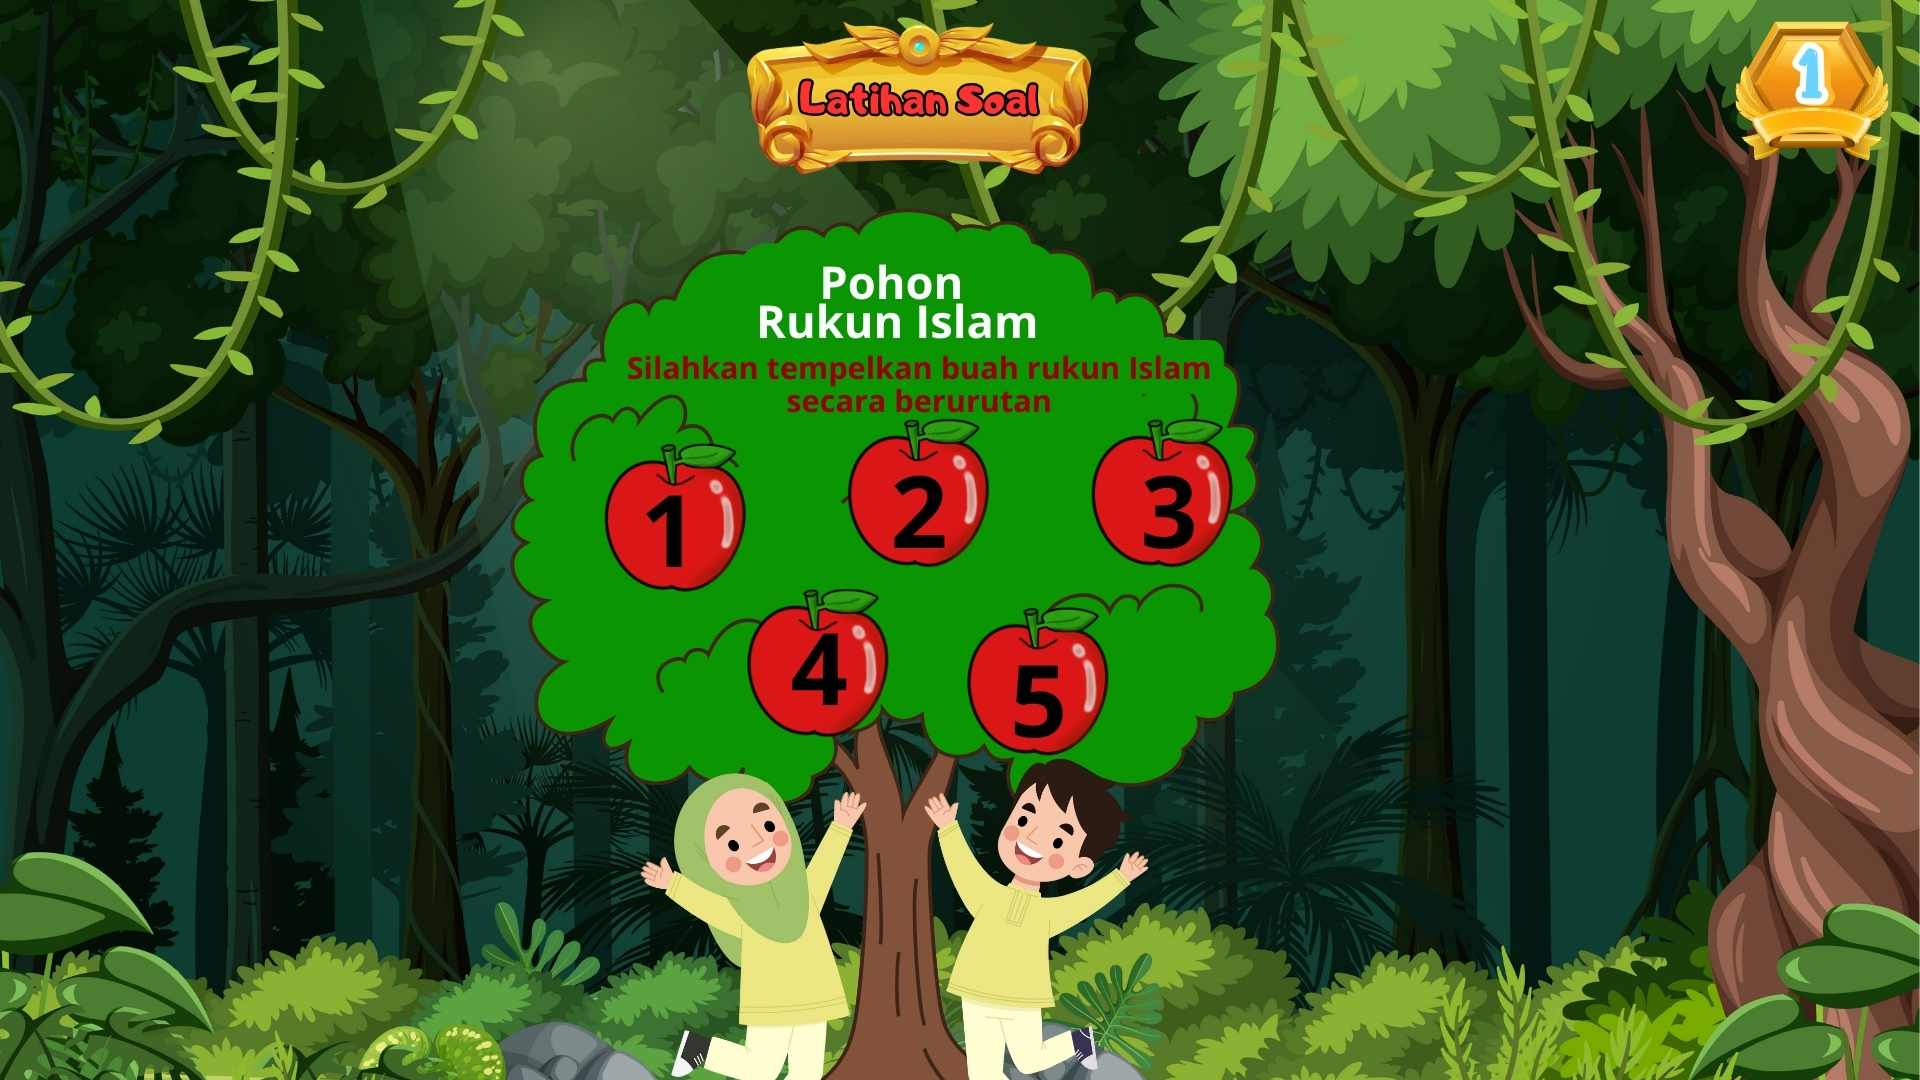 Latihan Soal
1
Pohon
Rukun Islam
Silahkan tempelkan buah rukun Islam
secara berurutan
1
2
3
4
5